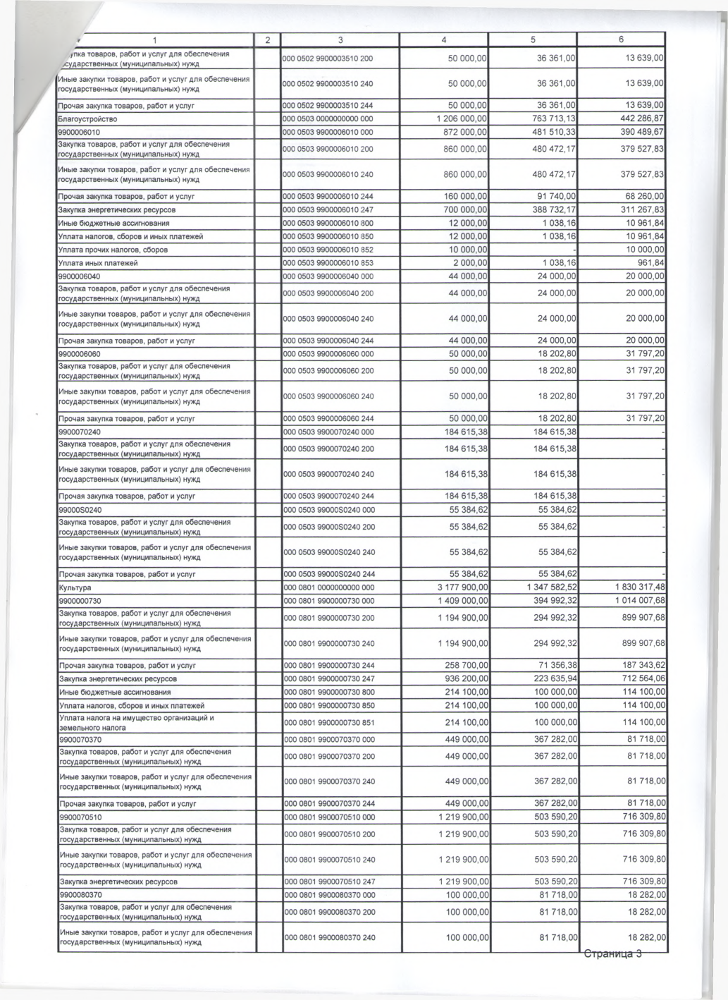 1 2 3 4 5 6
упка товаров, работ и услуг для обеспечения
сударственных (муниципальных) нужд 000 0502 9900003510 200 50 000,00 36 361,00 13 639,00
Иные закупки товаров, работ и услуг для обеспечения
государственных (муниципальных) нужд 000 0502 9900003510 240 50 000,00 36 361,00 13 639,00
Прочая закупка товаров, работ и услуг 000 0502 9900003510 244 50 000,00 36 361,00 13 639,00
Благоустройство 000 0503 0000000000 000 1 206 000,00 763 713,13 442 286,87
9900006010 000 0503 9900006010 000 872 000,00 481 510,33 390 489,67
Закупка товаров, работ и услуг для обеспечения
государственных (муниципальных) нужд 000 0503 9900006010 200 860 000,00 480 472,17 379 527,83
Иные закупки товаров, работ и услуг для обеспечения
государственных (муниципальных) нужд 000 0503 9900006010 240 860 000,00 480 472,17 379 527,83
Прочая закупка товаров, работ и услуг 000 0503 9900006010 244 160 000,00 91 740,00 68 260,00
Закупка энергетических ресурсов 000 0503 9900006010 247 700 000,00 388 732,17 311 267,83
Иные бюджетные ассигнования 000 0503 9900006010 800 12 000,00 1 038,16 10 961,84
Уплата налогов, сборов и иных платежей 000 0503 9900006010 850 12 000,00 1 038,16 10 961,84
Уплата прочих налогов, сборов 000 0503 9900006010 852 10 000,00 - 10 000,00
Уплата иных платежей 000 0503 9900006010 853 2 000,00 1 038,16 961,84
9900006040 000 0503 9900006040 000 44 000,00 24 000,00 20 000,00
Закупка товаров, работ и услуг для обеспечения
государственных (муниципальных) нужд 000 0503 9900006040 200 44 000,00 24 000,00 20 000,00
Иные закупки товаров, работ и услуг для обеспечения
государственных (муниципальных) нужд 000 0503 9900006040 240 44 000,00 24 000,00 20 000,00
Прочая закупка товаров, работ и услуг 000 0503 9900006040 244 44 000,00 24 000,00 20 000,00
9900006060 000 0503 9900006060 000 50 000,00 18 202,80 31 797,20
Закупка товаров, работ и услуг для обеспечения
государственных (муниципальных) нужд 000 0503 9900006060 200 50 000,00 18 202,80 31 797,20
Иные закупки товаров, работ и услуг для обеспечения
государственных (муниципальных) нужд 000 0503 9900006060 240 50 000,00 18 202,80 31 797,20
Прочая закупка товаров, работ и услуг 000 0503 9900006060 244 50 000,00 18 202,80 31 797,20
9900070240 000 0503 9900070240 000 184 615,38 184 615,38 -
Закупка товаров, работ и услуг для обеспечения
государственных (муниципальных) нужд 000 0503 9900070240 200 184 615,38 184 615,38 -
Иные закупки товаров, работ и услуг для обеспечения
государственных (муниципальных) нужд 000 0503 9900070240 240 184 615,38 184 615,38 -
Прочая закупка товаров, работ и услуг 000 0503 9900070240 244 184 615,38 184 615,38 -
99000S0240 000 0503 99000S0240 000 55 384,62 55 384,62 -
Закупка товаров, работ и услуг для обеспечения
государственных (муниципальных) нужд 000 0503 99000S0240 200 55 384,62 55 384,62 -
Иные закупки товаров, работ и услуг для обеспечения
государственных (муниципальных) нужд 000 0503 99000S0240 240 55 384,62 55 384,62 -
Прочая закупка товаров, работ и услуг 000 0503 99000S0240 244 55 384,62 55 384,62 -
Культура 000 0801 0000000000 000 3 177 900,00 1 347 582,52 1 830 317,48
9900000730 000 0801 9900000730 000 1 409 000,00 394 992,32 1 014 007,68
Закупка товаров, работ и услуг для обеспечения
государственных (муниципальных) нужд 000 0801 9900000730 200 1 194 900,00 294 992,32 899 907,68
Иные закупки товаров, работ и услуг для обеспечения
государственных (муниципальных) нужд 000 0801 9900000730 240 1 194 900,00 294 992,32 899 907,68
Прочая закупка товаров, работ и услуг 000 0801 9900000730 244 258 700,00 71 356,38 187 343,62
Закупка энергетических ресурсов 000 0801 9900000730 247 936 200,00 223 635,94 712 564,06
Иные бюджетные ассигнования 000 0801 9900000730 800 214 100,00 100 000,00 114 100,00
Уплата налогов, сборов и иных платежей 000 0801 9900000730 850 214 100,00 100 000,00 114 100,00
Уплата налога на имущество организаций и
земельного налога 000 0801 9900000730 851 214 100,00 100 000,00 114 100,00
9900070370 000 0801 9900070370 000 449 000,00 367 282,00 81 718,00
Закупка товаров, работ и услуг для обеспечения
государственных (муниципальных) нужд 000 0801 9900070370 200 449 000,00 367 282,00 81 718,00
Иные закупки товаров, работ и услуг для обеспечения
государственных (муниципальных) нужд 000 0801 9900070370 240 449 000,00 367 282,00 81 718,00
Прочая закупка товаров, работ и услуг 000 0801 9900070370 244 449 000,00 367 282,00 81 718,00
9900070510 000 0801 9900070510 000 1 219 900,00 503 590,20 716 309,80
Закупка товаров, работ и услуг для обеспечения
государственных (муниципальных) нужд 000 0801 9900070510 200 1 219 900,00 503 590,20 716 309,80
Иные закупки товаров, работ и услуг для обеспечения
государственных (муниципальных) нужд 000 0801 9900070510 240 1 219 900,00 503 590,20 716 309,80
Закупка энергетических ресурсов 000 0801 9900070510 247 1 219 900,00 503 590,20 716 309,80
9900080370 000 0801 9900080370 000 100 000,00 81 718,00 18 282,00
Закупка товаров, работ и услуг для обеспечения
государственных (муниципальных) нужд 000 0801 9900080370 200 100 000,00 81 718,00 18 282,00
Иные закупки товаров, работ и услуг для обеспечения
государственных (муниципальных) нужд 000 0801 9900080370 240 100 000,00 81 718,00 18 282,00
Страница 3